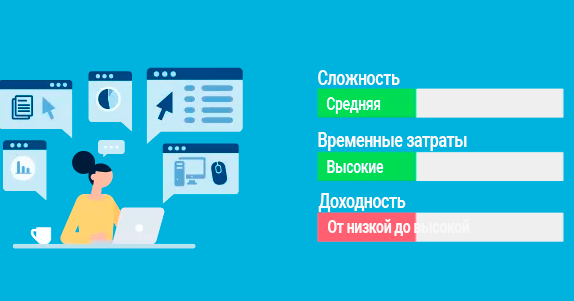 Сложность
Средняя
Временные затраты
Высокие
Доходность
От низкой до высокой